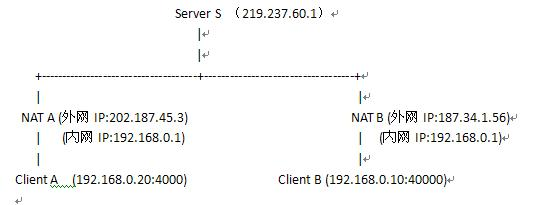 Server S （219.237.60.1）
|
|
+--------------------------------------+--------------------------------------+
| |
NAT A (外网 IP:202.187.45.3) NAT B (外网 IP:187.34.1.56)
| (内网 IP:192.168.0.1) | (内网 IP:192.168.0.1)
| |
Client A (192.168.0.20:4000) Client B (192.168.0.10:40000)